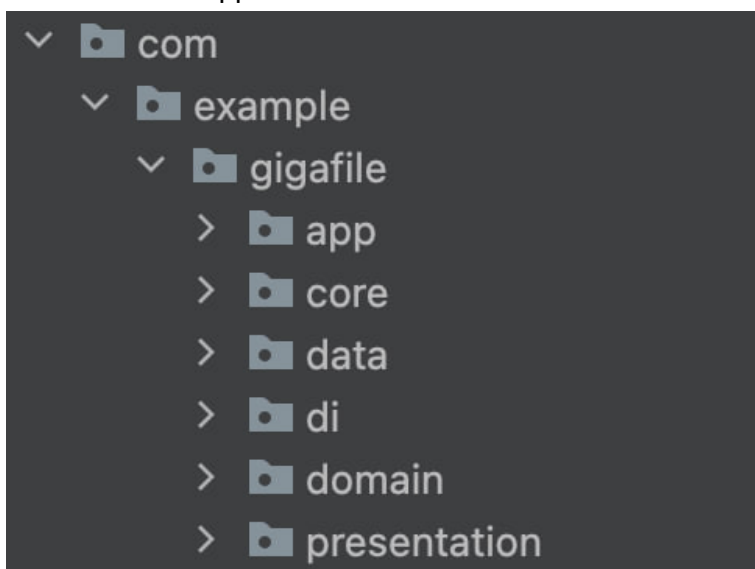 com
example
gigafile
app
core
data
di
domain
presentation